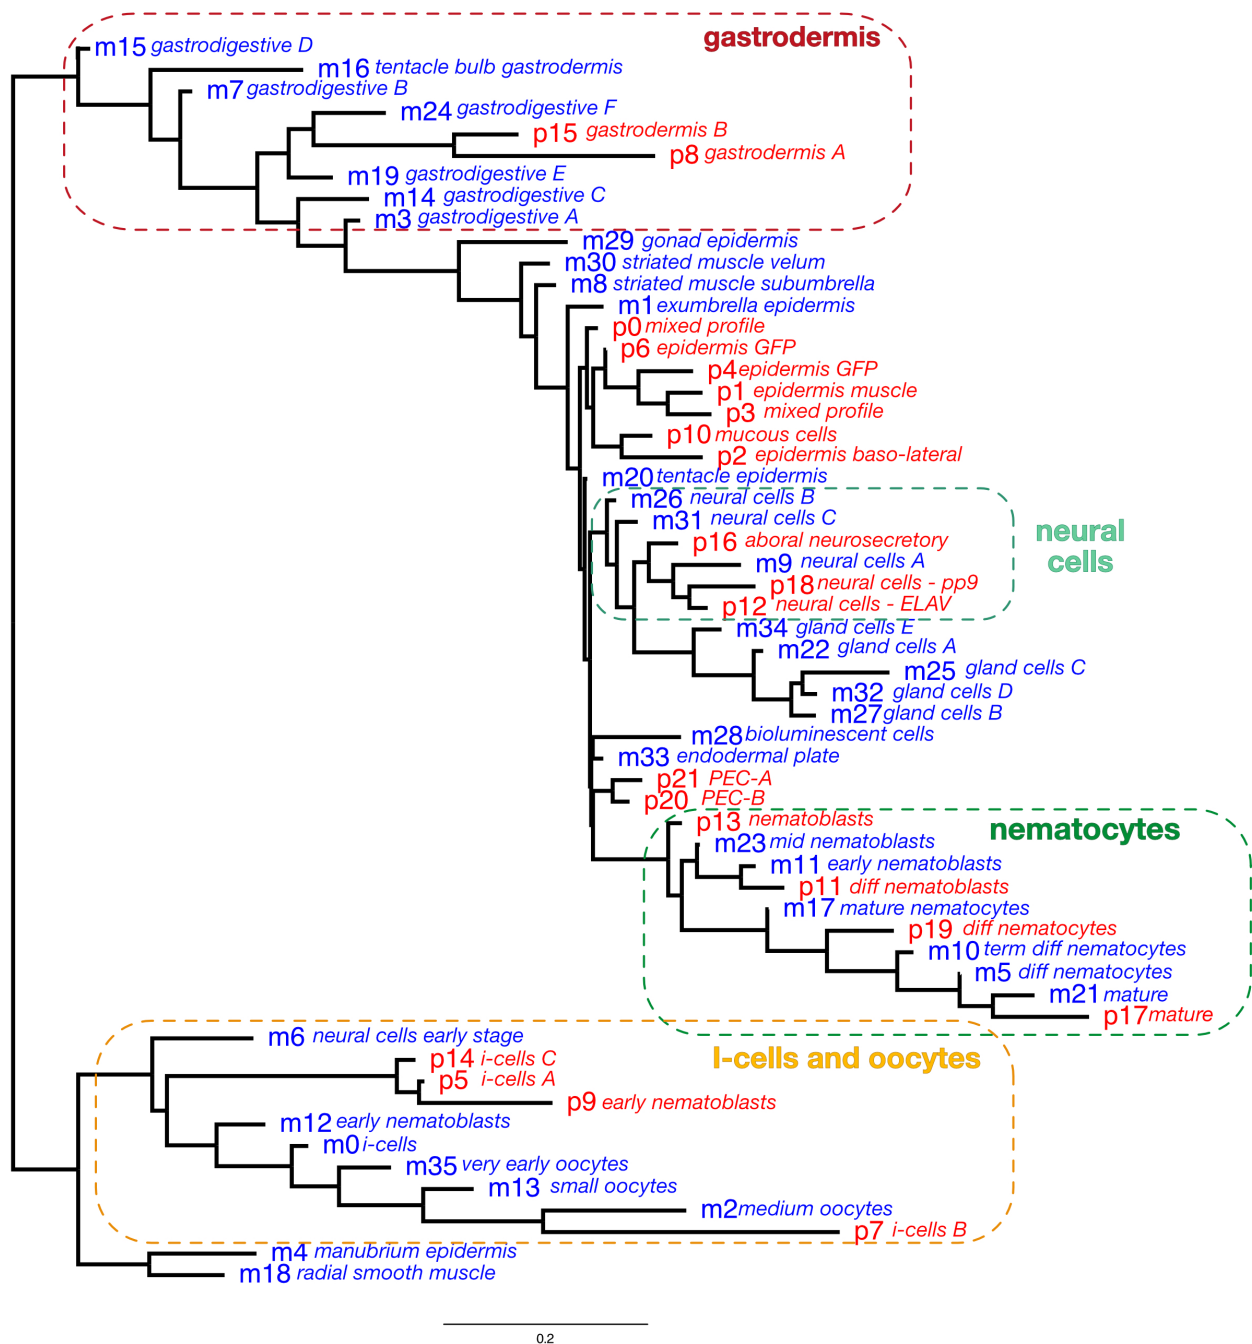 gastrodermis
m15 gastrodigestive D
m16 tentacle bulb gastrodermis
m7 gastrodigestive B
m24 gastrodigestive F
p15 gastrodermis B
p8 gastrodermis A
m19 gastrodigestive E
m14 gastrodigestive C
m3 gastrodigestive A
m29 gonad epidermis
m30 striated muscle velum
m8 striated muscle subumbrella
m1 exumbrella epidermis
p0 mixed profile
p6 epidermis GFP
p4 epidermis GFP
p1 epidermis muscle
p3 mixed profile
p10 mucous cells
p2 epidermis baso-lateral
m20 tentacle epidermis
m26 neural cells B
m31 neural cells C
neural
cells
p16 aboral neurosecretory
m9 neural cells A
p18 neural cells - pp9
p12 neural cells - ELAV
m34 gland cells E
m22 gland cells A
m25 gland cells C
m32 gland cells D
m27 gland cells B
m28 bioluminescent cells
m33 endodermal plate
p21 PEC-A
p20 PEC-B
p13 nematoblasts
nematocytes
m23 mid nematoblasts
m11 early nematoblasts
p11 diff nematoblasts
m17 mature nematocytes
p19 diff nematocytes
m10 term diff nematocytes
m5 diff nematocytes
m21 mature
p17 mature
m6 neural cells early stage
I-cells and oocytes
p14 i-cells C
p5 i-cells A
p9 early nematoblasts
m12 early nematoblasts
m0 i-cells
m35 very early oocytes
m13 small oocytes
m2 medium oocytes
p7 i-cells B
m4 manubrium epidermis
m18 radial smooth muscle
0.2